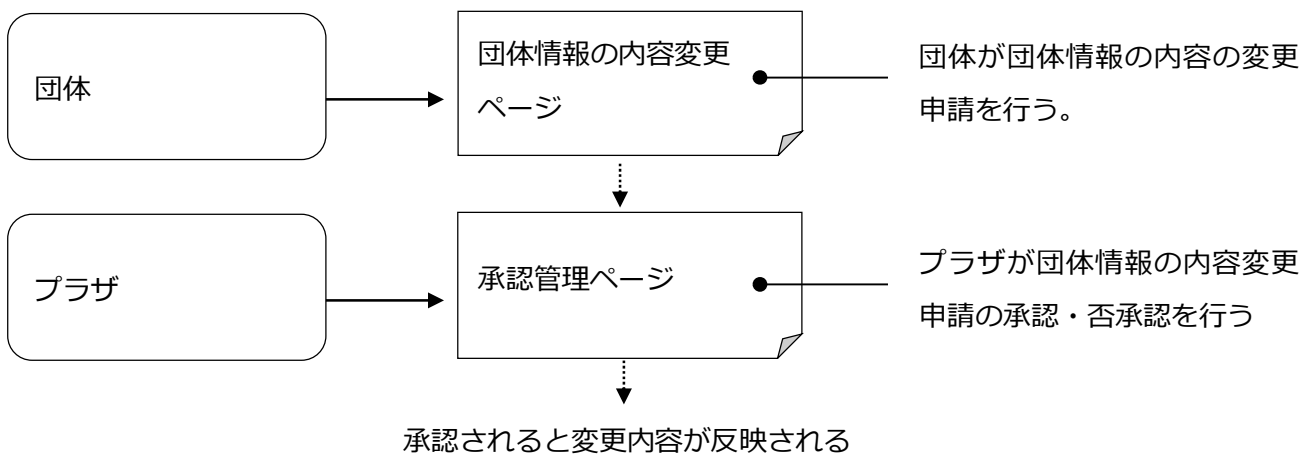 団体
団体情報の内容変更
ページ
団体が団体情報の内容の変更
申請を行う。
プラザ
承認管理ページ
プラザが団体情報の内容変更
申請の承認・否承認を行う
承認されると変更内容が反映される